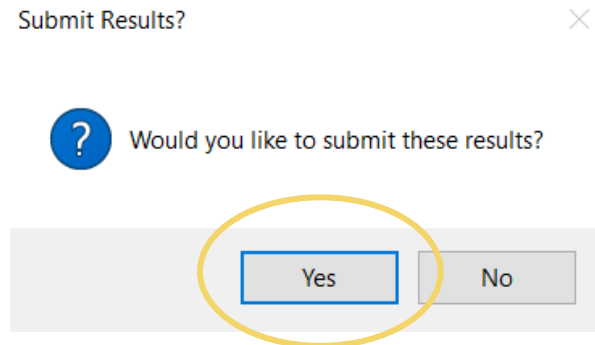 Submit Results?
? Would you like to submit these results?
Yes No